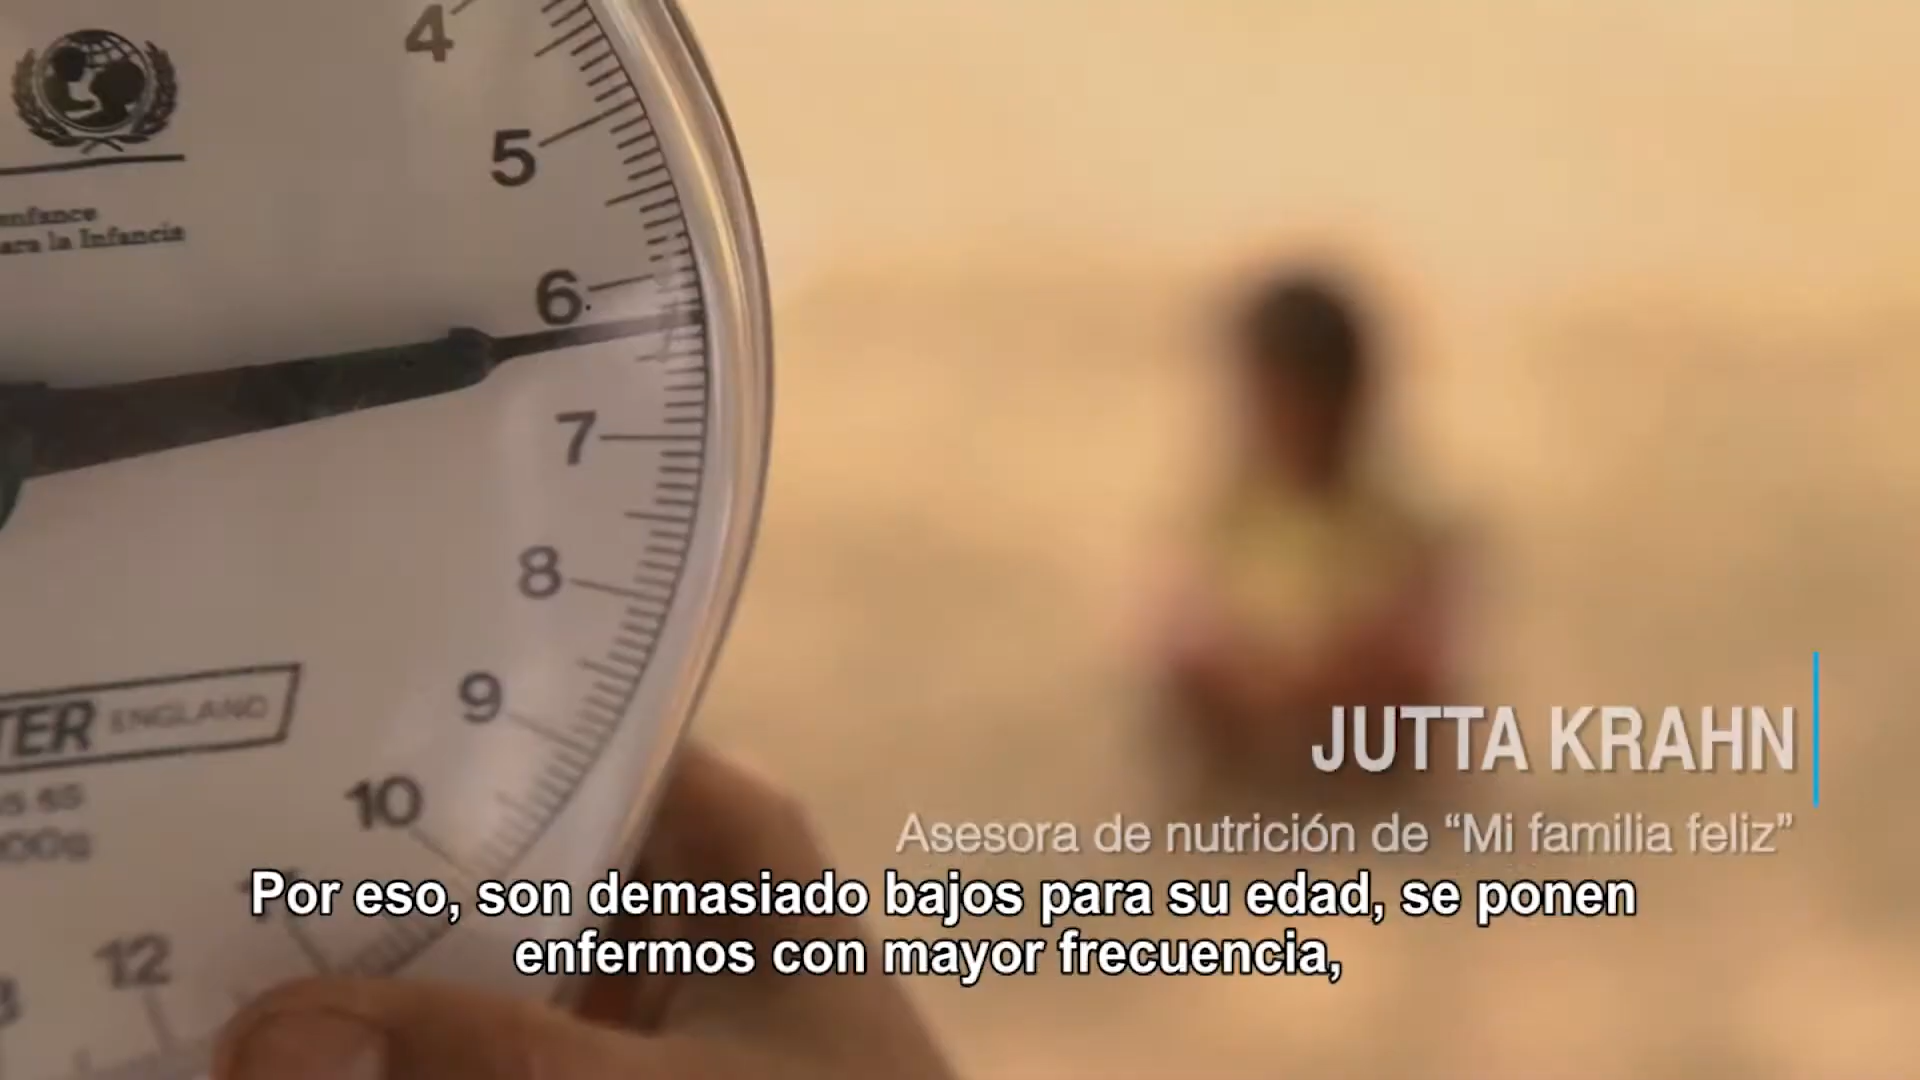 4
5
6
7
8
9
10
12
enfance
ara la Infancia
TER ENGLAND
JUTTA KRAHN
Asesora de nutrición de “Mi familia feliz”
Por eso, son demasiado bajos para su edad, se ponen
enfermos con mayor frecuencia,